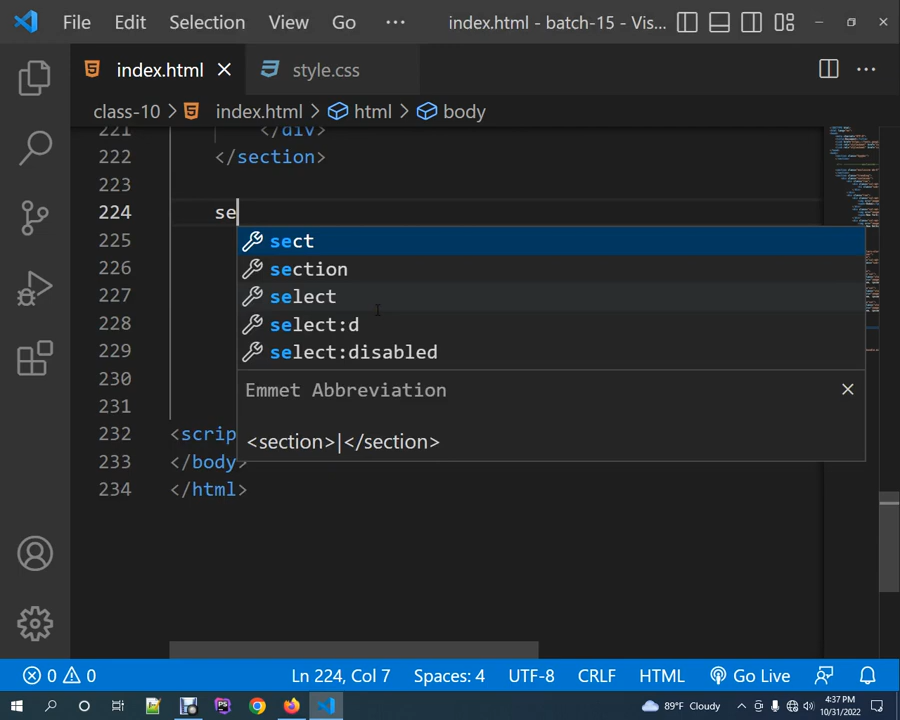 File Edit Selection View Go ··· index.html - batch-15 - Vis...
index.html style.css
class-10 > index.html > html > body
221 </div>
222 </section>
223
224 se
225 sect
226 section
227 select
228 select:d
229 select:disabled
230 Emmet Abbreviation
231
232 <scrip <section>|</section>
233 </body>
234 </html>
0 0 Ln 224, Col 7 Spaces: 4 UTF-8 CRLF HTML Go Live
PS 89°F Cloudy 4:37 PM
10/31/2022